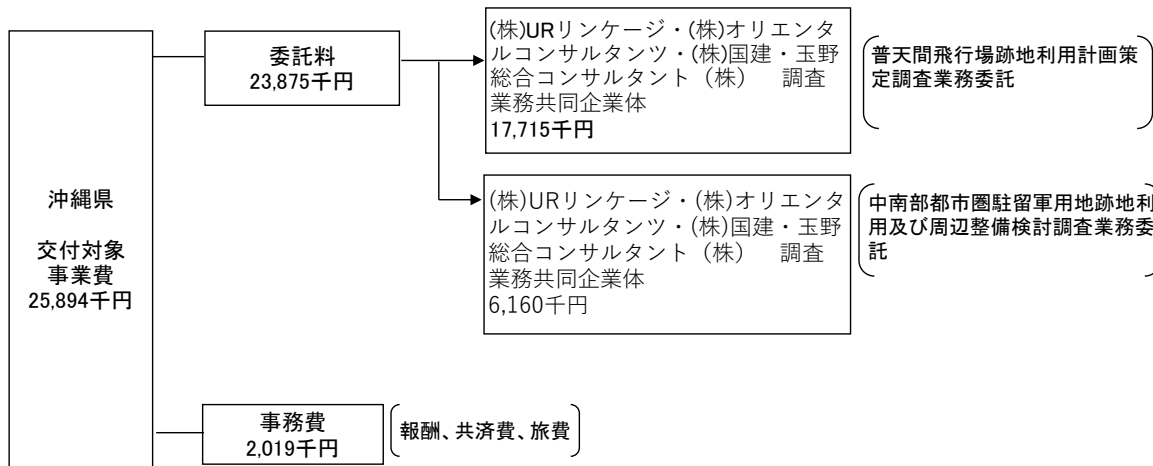 沖縄県
交付対象
事業費
25,894千円
委託料
23,875千円
(株)URリンケージ・(株)オリエンタ
ルコンサルタンツ・(株)国建・玉野
総合コンサルタント（株）　調査
業務共同企業体
17,715千円
普天間飛行場跡地利用計画策
定調査業務委託
(株)URリンケージ・(株)オリエンタ
ルコンサルタンツ・(株)国建・玉野
総合コンサルタント（株）　調査
業務共同企業体
6,160千円
中南部都市圏駐留軍用地跡地利
用及び周辺整備検討調査業務委
託
事務費
2,019千円
報酬、共済費、旅費